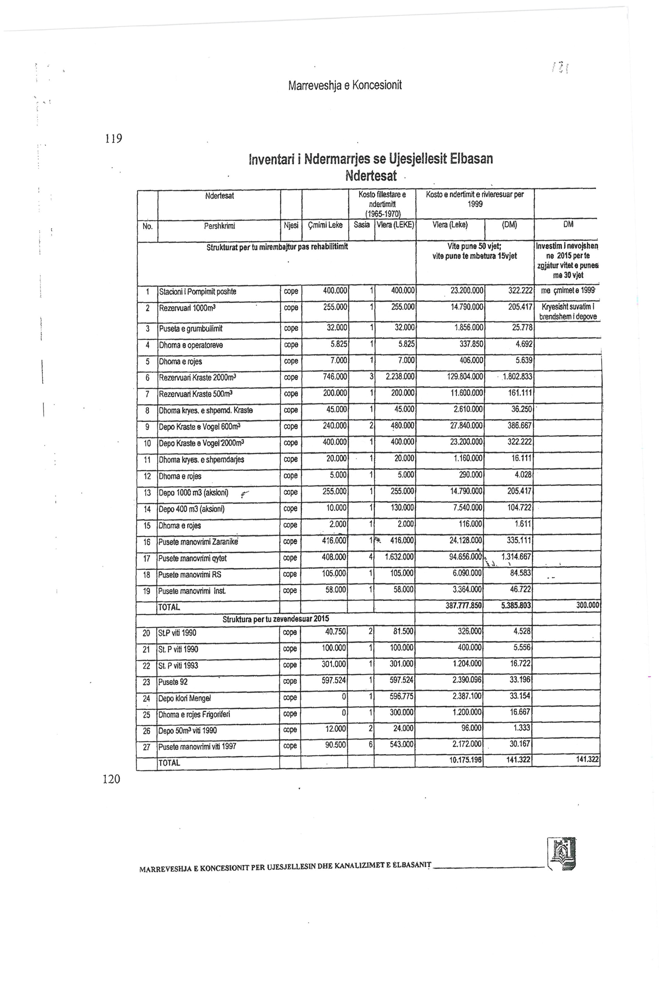 131
Marreveshja e Koncesionit
119
Inventari i Ndermarrjes se Ujesjellesit Elbasan
Ndertesat
Ndertesat Kosto fillestare e ndertimitt (1965-1970) Kosto e ndertimit e rivleresuar per 1999
No. Pershkrimi Njesi Çmimi Leke Sasia Vlera (LEKE) Vlera (Leke) (DM) DM
Strukturat per tu mirembajtur pas rehabilitimit Vite pune 50 vjet; vite pune te mbetura 15vjet Investim i nevojshem ne 2015 per te zgjatur vitet e punes me 30 vjet
1 Stacioni i Pompimit poshte cope 400.000 1 400.000 23.200.000 322.222 me çmimet e 1999
2 Rezervuari 1000m³ cope 255.000 1 255.000 14.790.000 205.417 Kryesisht suvatim i brendshem i depove
3 Puseta e grumbullimit cope 32.000 1 32.000 1.856.000 25.778
4 Dhoma e operatoreve cope 5.825 1 5.825 337.850 4.692
5 Dhoma e rojes cope 7.000 1 7.000 406.000 5.639
6 Rezervuari Kraste 2000m³ cope 746.000 3 2.238.000 129.804.000 1.802.833
7 Rezervuari Kraste 500m³ cope 200.000 1 200.000 11.600.000 161.111
8 Dhoma kryes. e shpernd. Kraste cope 45.000 1 45.000 2.610.000 36.250
9 Depo Kraste e Vogel 600m³ cope 240.000 2 480.000 27.840.000 386.667
10 Depo Kraste e Vogel 2000m³ cope 400.000 1 400.000 23.200.000 322.222
11 Dhoma kryes. e shperndarjes cope 20.000 1 20.000 1.160.000 16.111
12 Dhoma e rojes cope 5.000 1 5.000 290.000 4.028
13 Depo 1000 m3 (aksioni) cope 255.000 1 255.000 14.790.000 205.417
14 Depo 400 m3 (aksioni) cope 10.000 1 130.000 7.540.000 104.722
15 Dhoma e rojes cope 2.000 1 2.000 116.000 1.611
16 Pusete manovrimi Zaranike cope 416.000 1 416.000 24.128.000 335.111
17 Pusete manovrimi qytet cope 408.000 4 1.632.000 94.656.000 1.314.667
18 Pusete manovrimi RS cope 105.000 1 105.000 6.090.000 84.583
19 Pusete manovrimi Inst. cope 58.000 1 58.000 3.364.000 46.722
TOTAL 387.777.850 5.385.803 300.000
Struktura per tu zevendesuar 2015
20 St.P viti 1990 cope 40.750 2 81.500 326.000 4.528
21 St. P viti 1990 cope 100.000 1 100.000 400.000 5.556
22 St. P viti 1993 cope 301.000 1 301.000 1.204.000 16.722
23 Pusete 92 cope 597.524 1 597.524 2.390.096 33.196
24 Depo klori Mengel cope 0 1 596.775 2.387.100 33.154
25 Dhoma e rojes Frigoriferi cope 0 1 300.000 1.200.000 16.667
26 Depo 50m³ viti 1990 cope 12.000 2 24.000 96.000 1.333
27 Pusete manovrimi viti 1997 cope 90.500 6 543.000 2.172.000 30.167
TOTAL 10.175.196 141.322 141.322
120
MARREVESHJA E KONCESIONIT PER UJESJELLESIN DHE KANALIZIMET E ELBASANIT